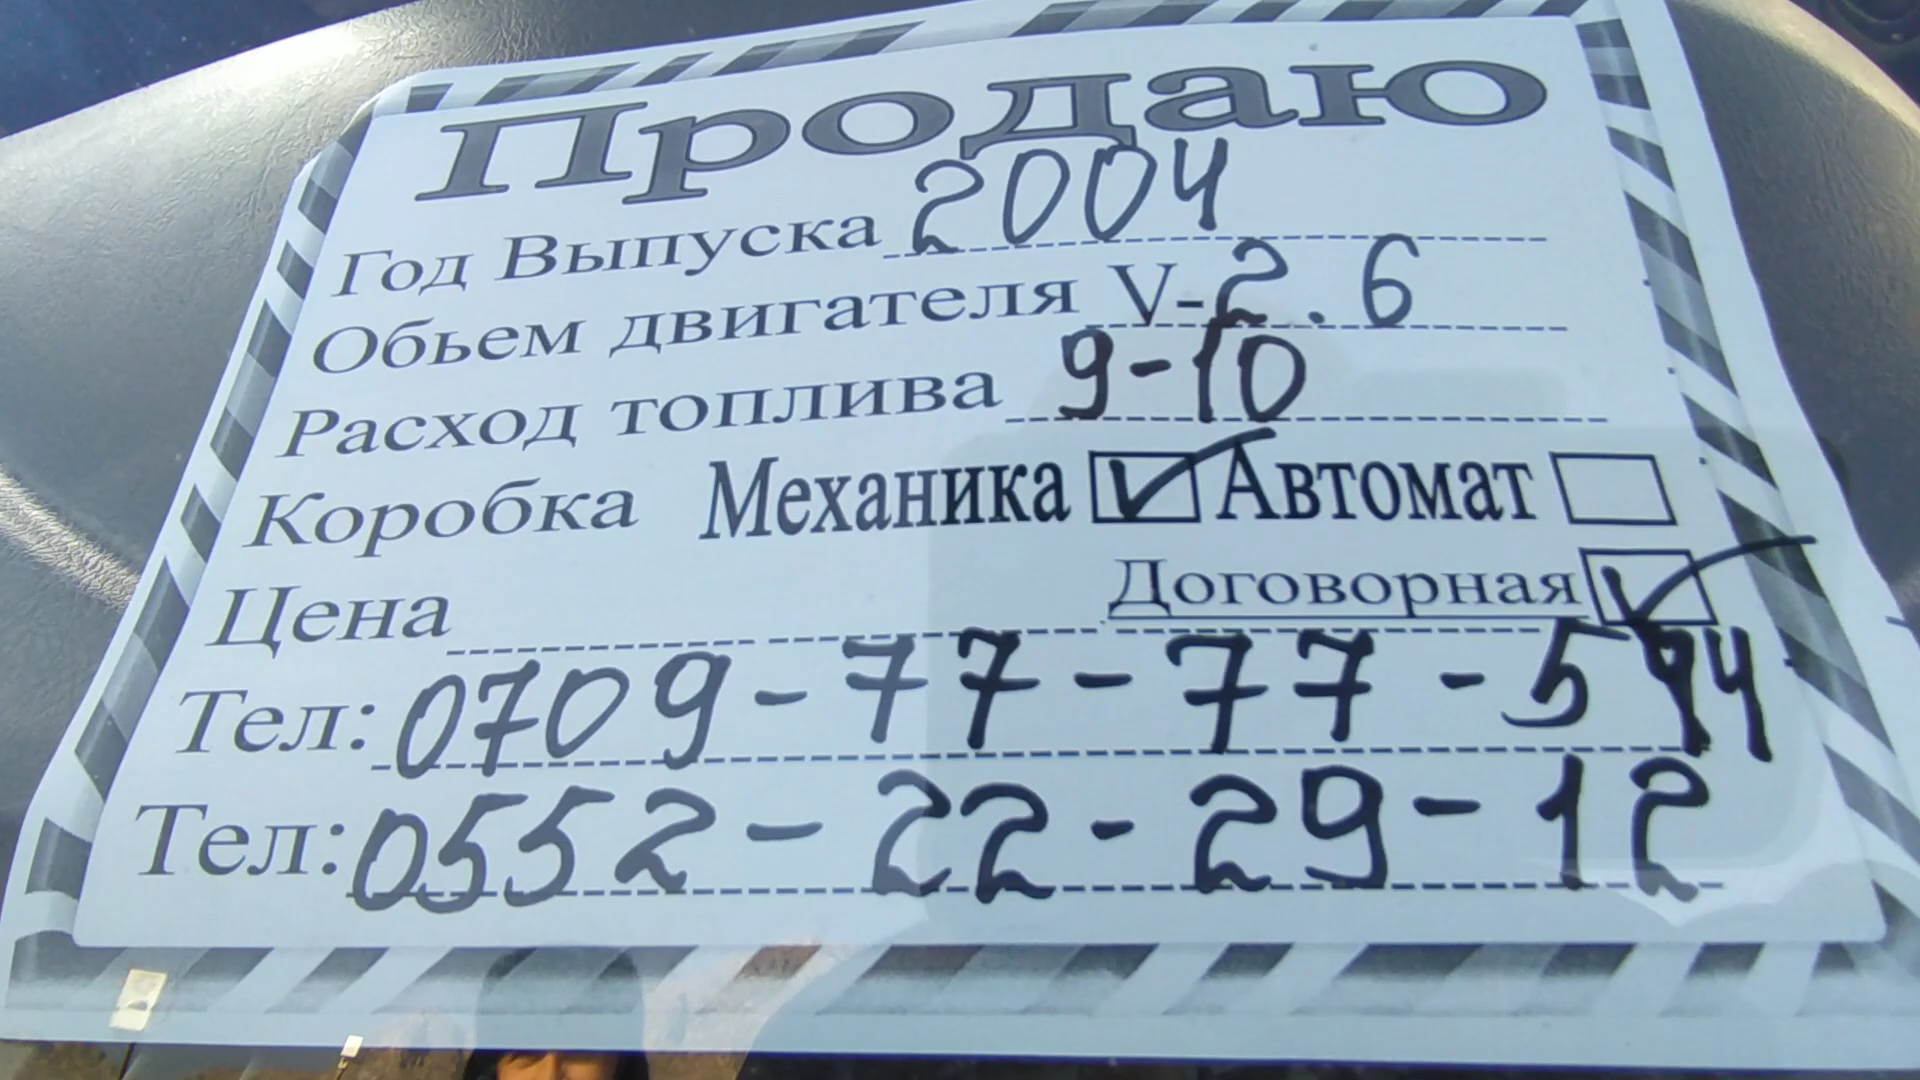 Продаю
Год Выпуска 2004
Обьем двигателя V-2.6
Расход топлива 9-10
Коробка Механика ☑ Автомат ☐
Цена Договорная ☑
Тел: 0709-77-77-5
Тел: 0552-22-29-12